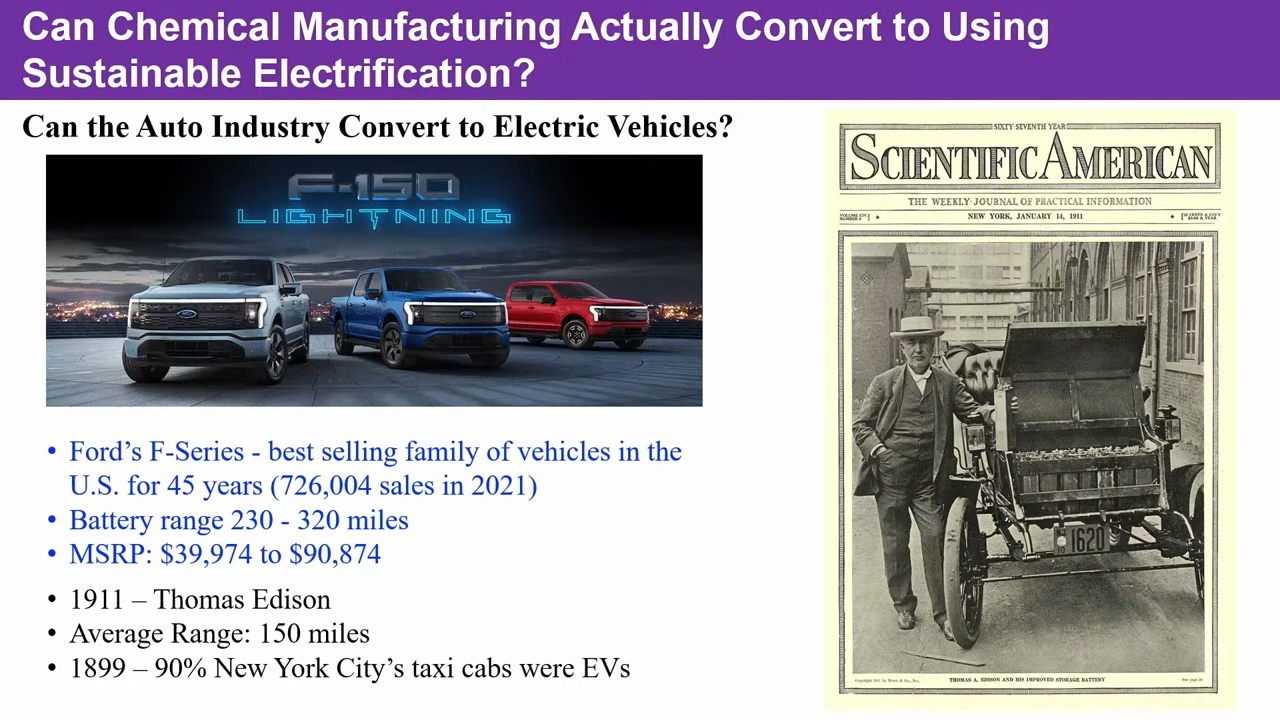 Can Chemical Manufacturing Actually Convert to Using
Sustainable Electrification?
Can the Auto Industry Convert to Electric Vehicles?
F-150
LIGHTNING
• Ford’s F-Series - best selling family of vehicles in the
U.S. for 45 years (726,004 sales in 2021)
• Battery range 230 - 320 miles
• MSRP: $39,974 to $90,874
• 1911 – Thomas Edison
• Average Range: 150 miles
• 1899 – 90% New York City’s taxi cabs were EVs
SIXTY-SEVENTH YEAR
SCIENTIFIC AMERICAN
THE WEEKLY JOURNAL OF PRACTICAL INFORMATION
NEW YORK, JANUARY 14, 1911
1620
THOMAS A. EDISON AND HIS IMPROVED STORAGE BATTERY